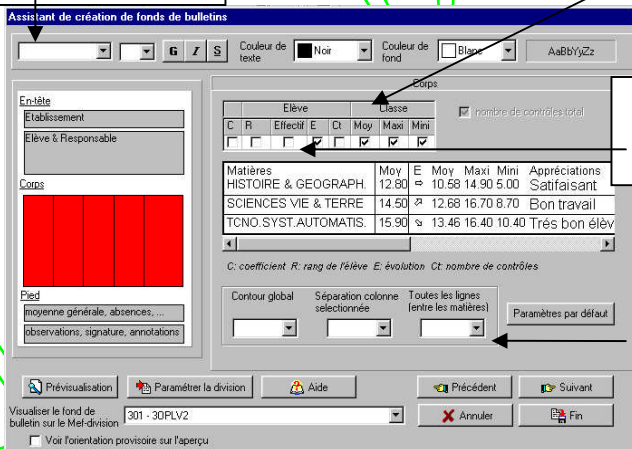 Assistant de création de fonds de bulletins
G I S Couleur de texte Noir Couleur de fond Blanc AaBbYyZz
Corps
En-tête
Etablissement
Elève & Responsable
Corps
Pied
moyenne générale, absences, ...
observations, signature, annotations
Elève Classe
C R Effectif E Ct Moy Maxi Mini
nombre de contrôles total
Matières Moy E Moy Maxi Mini Appréciations
HISTOIRE & GEOGRAPH. 12.80 ⇨ 10.58 14.90 5.00 Satifaisant
SCIENCES VIE & TERRE 14.50 ⬀ 12.68 16.70 8.70 Bon travail
TCNO.SYST.AUTOMATIS. 15.90 ⬂ 13.46 16.40 10.40 Trés bon élèv
C: coefficient R: rang de l'élève E: évolution Ct: nombre de contrôles
Contour global
Séparation colonne
selectionnée
Toutes les lignes
(entre les matières)
Paramètres par défaut
Prévisualisation Paramétrer la division Aide Précédent Suivant
Visualiser le fond de
bulletin sur le Mef-division
301 - 3OPLV2 Annuler Fin
Voir l'orientation provisoire sur l'aperçu